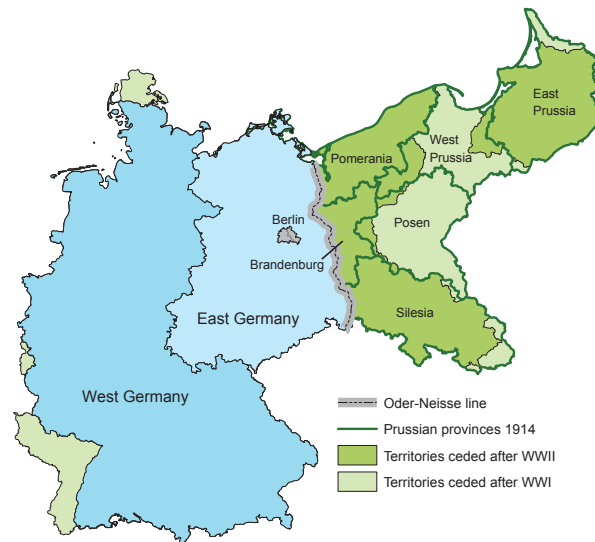 East
Prussia
West
Prussia
Pomerania
Posen
Berlin
Brandenburg
Silesia
East Germany
West Germany
Oder-Neisse line
Prussian provinces 1914
Territories ceded after WWII
Territories ceded after WWI